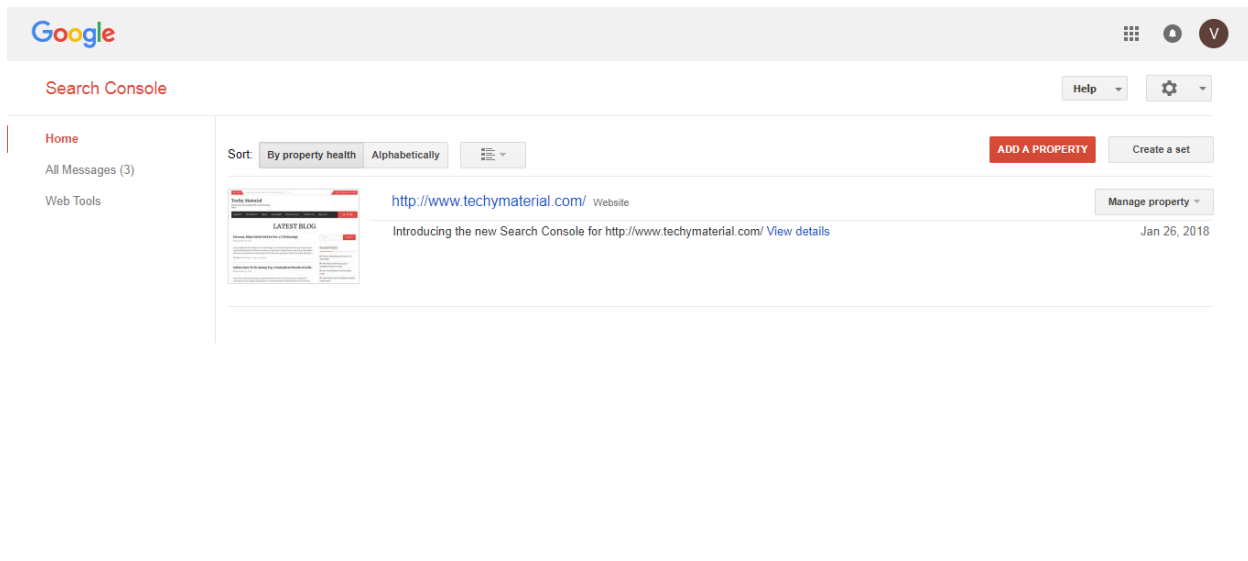 Google
V
Search Console
Help
Home
All Messages (3)
Web Tools
Sort: By property health Alphabetically
ADD A PROPERTY
Create a set
Techy Material
LATEST BLOG
http://www.techymaterial.com/ Website
Manage property
Introducing the new Search Console for http://www.techymaterial.com/ View details
Jan 26, 2018